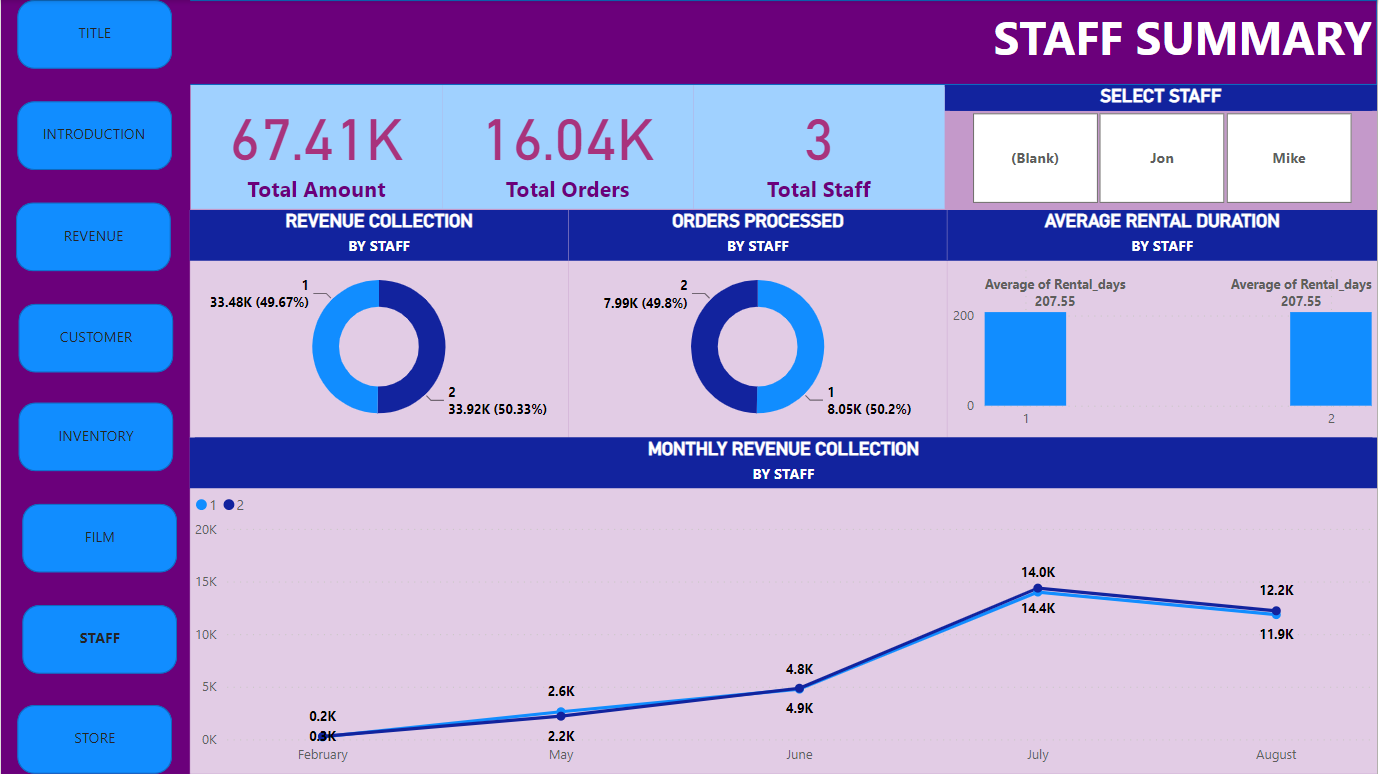 TITLE
INTRODUCTION
REVENUE
CUSTOMER
INVENTORY
FILM
STAFF
STORE
STAFF SUMMARY
67.41K
Total Amount
16.04K
Total Orders
3
Total Staff
SELECT STAFF
(Blank)
Jon
Mike
REVENUE COLLECTION
BY STAFF
1
33.48K (49.67%)
2
33.92K (50.33%)
ORDERS PROCESSED
BY STAFF
2
7.99K (49.8%)
1
8.05K (50.2%)
AVERAGE RENTAL DURATION
BY STAFF
Average of Rental_days
207.55
Average of Rental_days
207.55
200
0
1
2
MONTHLY REVENUE COLLECTION
BY STAFF
1 2
20K
15K
10K
5K
0K
0.2K
2.6K
2.2K
4.8K
4.9K
14.0K
14.4K
12.2K
11.9K
February May June July August